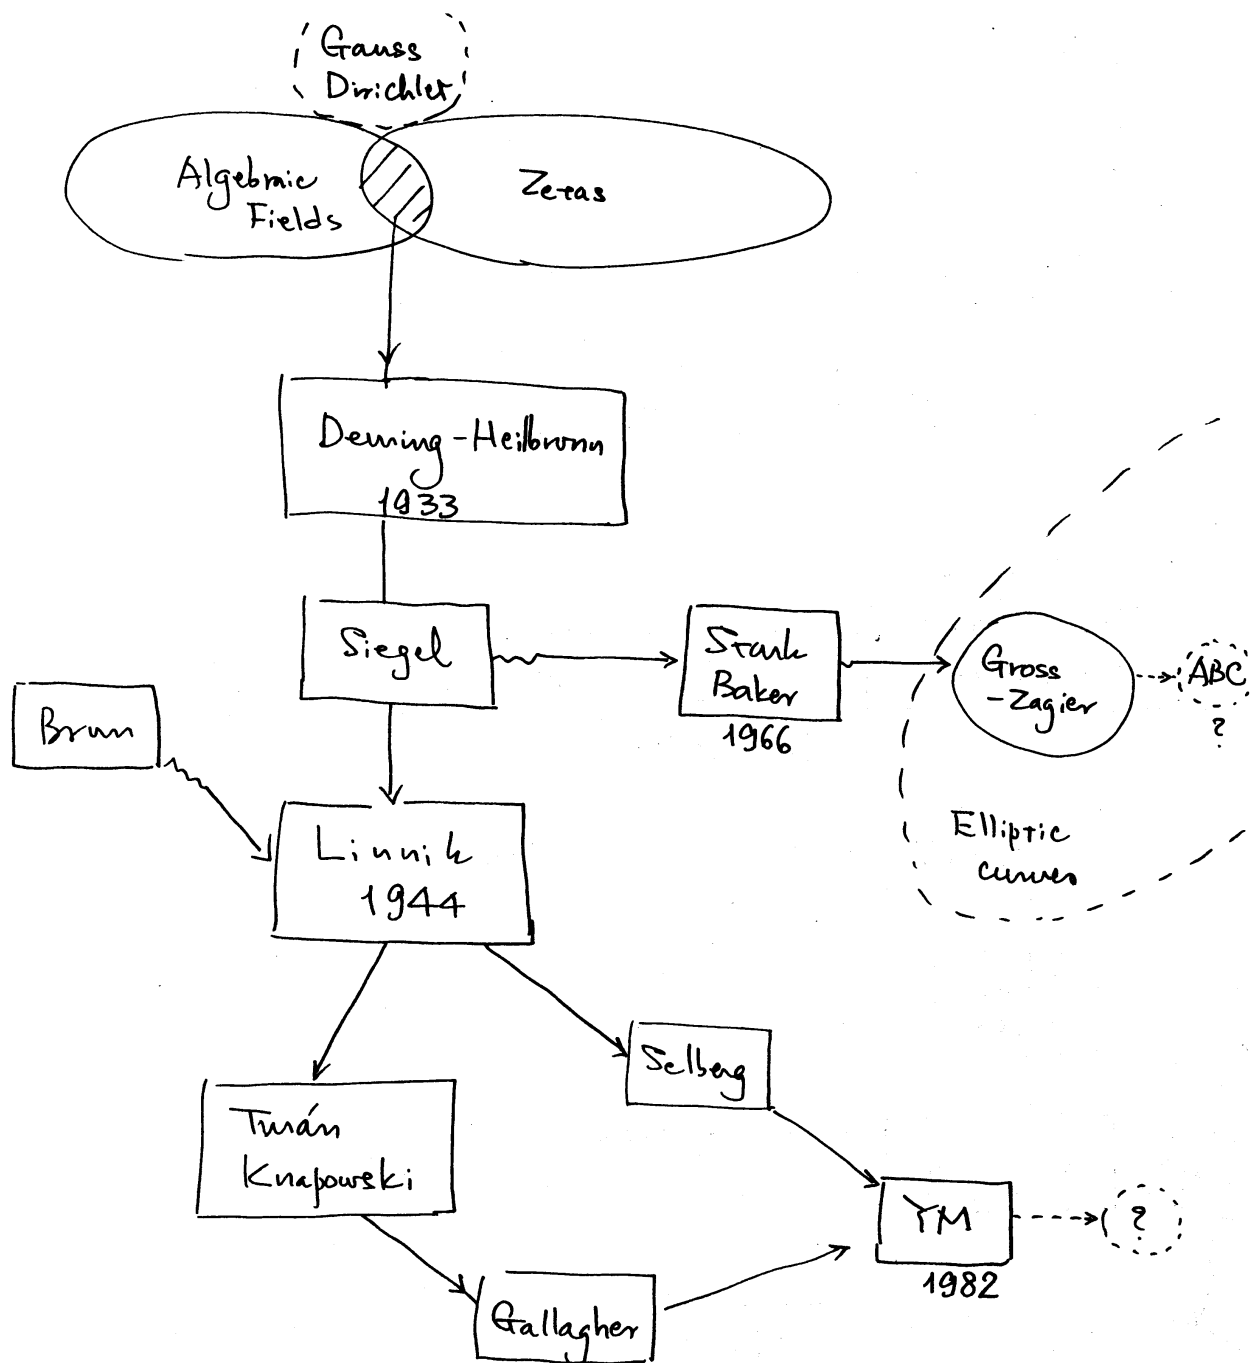 Gauss
Dirichlet
Algebraic
Fields
Zetas
Deuring-Heilbronn
1933
Siegel
Stark
Baker
1966
Gross
-Zagier
ABC
?
Brun
Elliptic
curves
Linnik
1944
Selberg
Turán
Knapowski
YM
1982
?
Gallagher